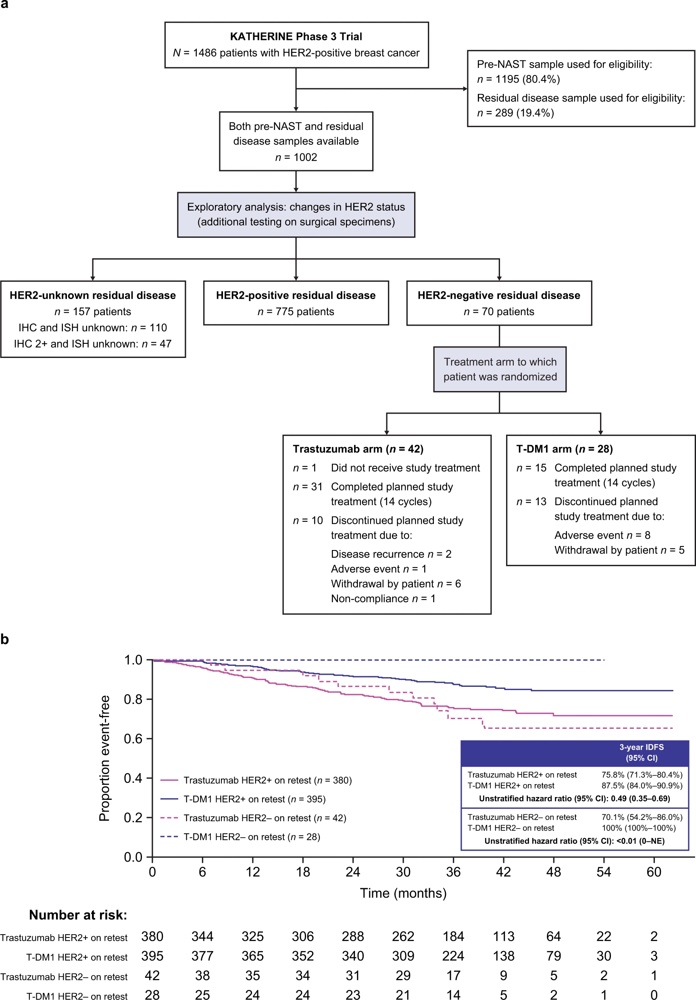 a
KATHERINE Phase 3 Trial
N = 1486 patients with HER2-positive breast cancer
Pre-NAST sample used for eligibility:
n = 1195 (80.4%)
Residual disease sample used for eligibility:
n = 289 (19.4%)
Both pre-NAST and residual
disease samples available
n = 1002
Exploratory analysis: changes in HER2 status
(additional testing on surgical specimens)
HER2-unknown residual disease
n = 157 patients
IHC and ISH unknown: n = 110
IHC 2+ and ISH unknown: n = 47
HER2-positive residual disease
n = 775 patients
HER2-negative residual disease
n = 70 patients
Treatment arm to which
patient was randomized
Trastuzumab arm (n = 42)
n = 1 Did not receive study treatment
n = 31 Completed planned study
treatment (14 cycles)
n = 10 Discontinued planned study
treatment due to:
Disease recurrence n = 2
Adverse event n = 1
Withdrawal by patient n = 6
Non-compliance n = 1
T-DM1 arm (n = 28)
n = 15 Completed planned study
treatment (14 cycles)
n = 13 Discontinued planned
study treatment due to:
Adverse event n = 8
Withdrawal by patient n = 5
b
Proportion event-free
1.0
0.8
0.6
0.4
0.2
0.0
Trastuzumab HER2+ on retest (n = 380)
T-DM1 HER2+ on retest (n = 395)
Trastuzumab HER2– on retest (n = 42)
T-DM1 HER2– on retest (n = 28)
3-year IDFS
(95% CI)
Trastuzumab HER2+ on retest 75.8% (71.3%–80.4%)
T-DM1 HER2+ on retest 87.5% (84.0%–90.9%)
Unstratified hazard ratio (95% CI): 0.49 (0.35–0.69)
Trastuzumab HER2– on retest 70.1% (54.2%–86.0%)
T-DM1 HER2– on retest 100% (100%–100%)
Unstratified hazard ratio (95% CI): <0.01 (0–NE)
0 6 12 18 24 30 36 42 48 54 60
Time (months)
Number at risk:
Trastuzumab HER2+ on retest 380 344 325 306 288 262 184 113 64 22 2
T-DM1 HER2+ on retest 395 377 365 352 340 309 224 138 79 30 3
Trastuzumab HER2– on retest 42 38 35 34 31 29 17 9 5 2 1
T-DM1 HER2– on retest 28 25 24 24 23 21 14 5 2 1 0